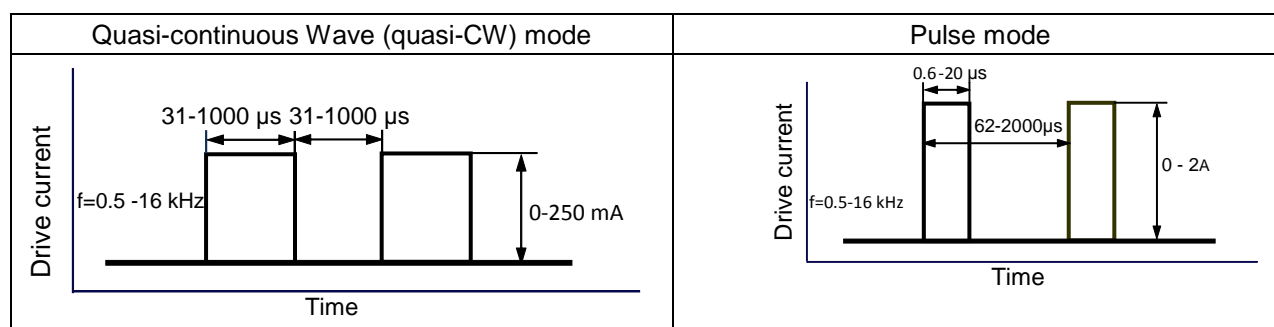 Quasi-continuous Wave (quasi-CW) mode
Drive current
31-1000 µs 31-1000 µs
f=0.5 -16 kHz
0-250 mA
Time
Pulse mode
Drive current
0.6-20 µs
62-2000µs
0 - 2A
f=0.5-16 kHz
Time